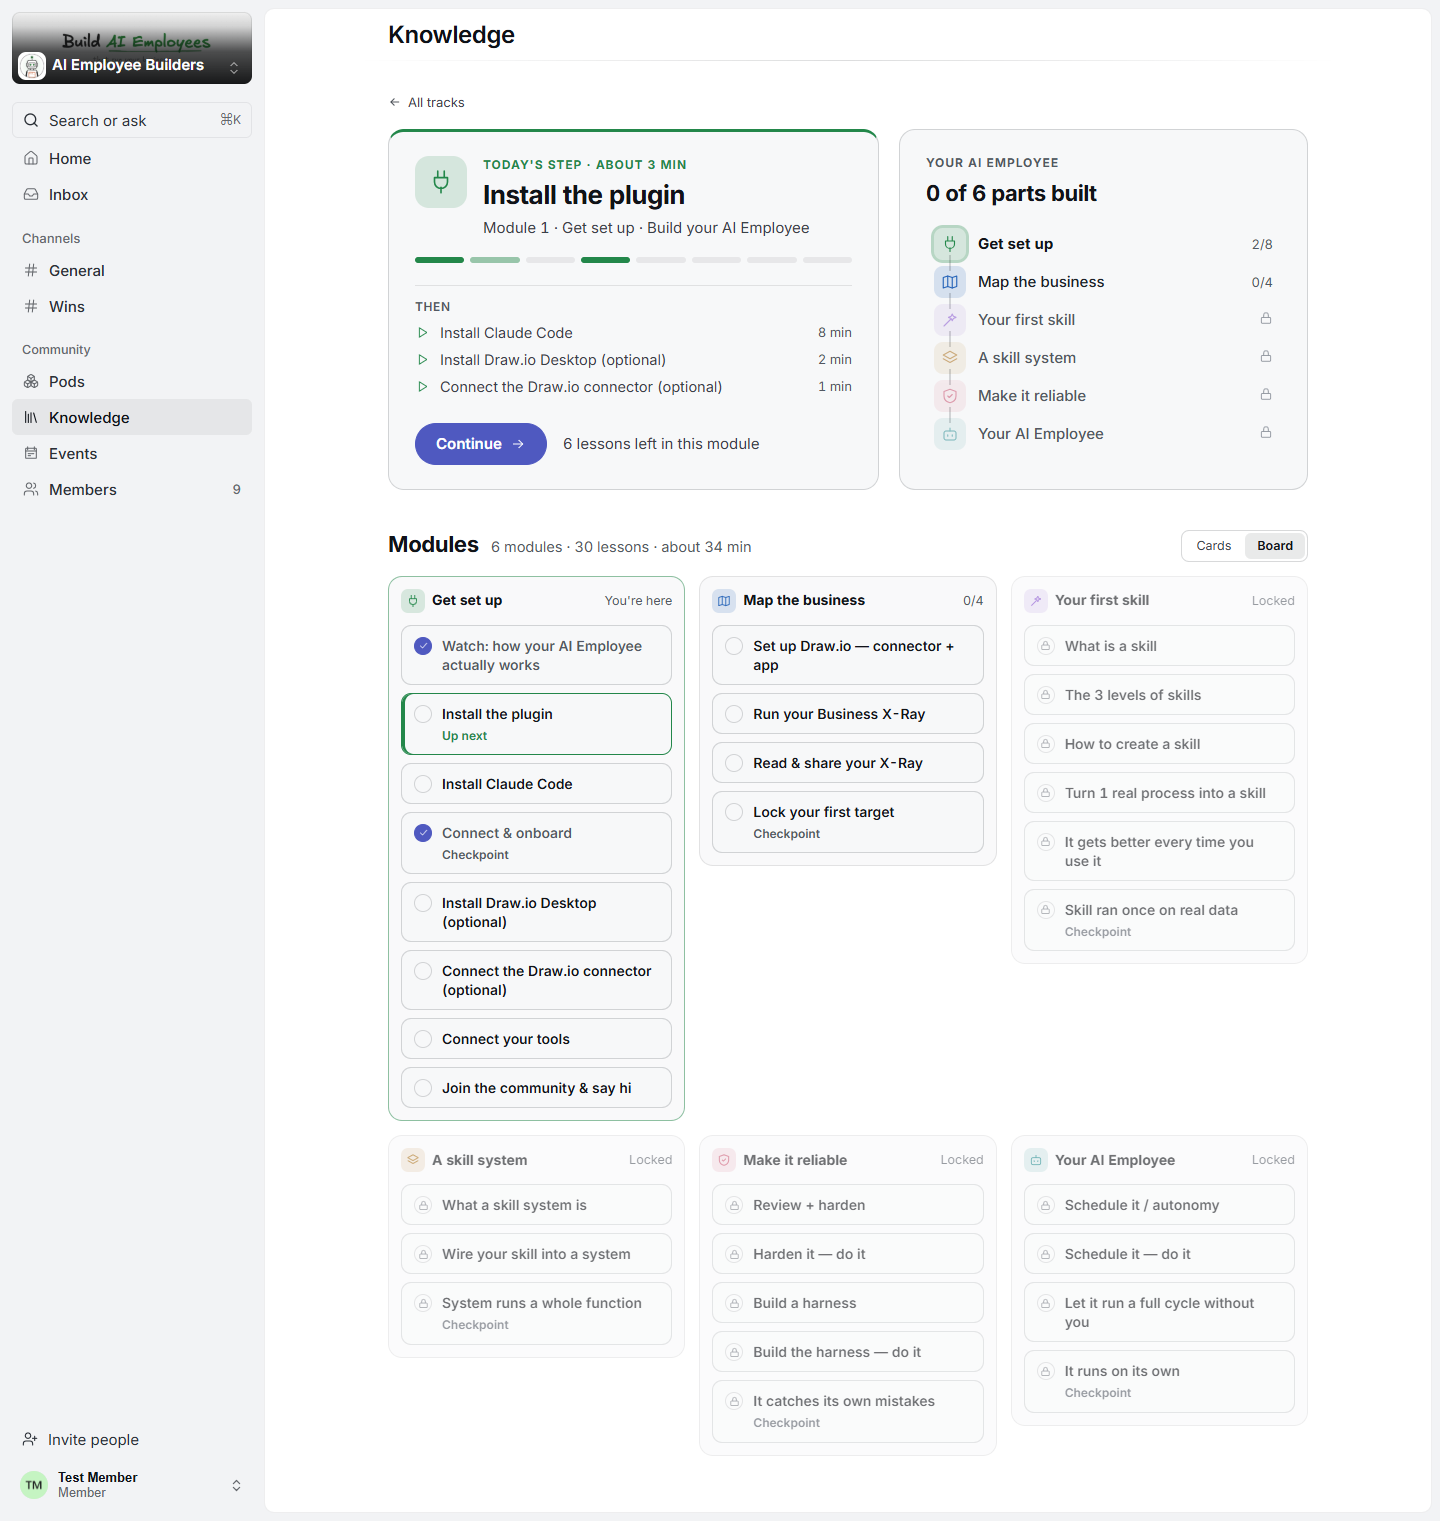 Build AI Employees
AI Employee Builders
Search or ask ⌘K
Home
Inbox
Channels
General
Wins
Community
Pods
Knowledge
Events
Members 9
Invite people
TM
Test Member
Member
Knowledge
← All tracks
TODAY'S STEP · ABOUT 3 MIN
Install the plugin
Module 1 · Get set up · Build your AI Employee
THEN
Install Claude Code 8 min
Install Draw.io Desktop (optional) 2 min
Connect the Draw.io connector (optional) 1 min
Continue →
6 lessons left in this module
YOUR AI EMPLOYEE
0 of 6 parts built
Get set up 2/8
Map the business 0/4
Your first skill
A skill system
Make it reliable
Your AI Employee
Modules 6 modules · 30 lessons · about 34 min
Cards Board
Get set up You're here
Watch: how your AI Employee
actually works
Install the plugin
Up next
Install Claude Code
Connect & onboard
Checkpoint
Install Draw.io Desktop
(optional)
Connect the Draw.io connector
(optional)
Connect your tools
Join the community & say hi
Map the business 0/4
Set up Draw.io — connector +
app
Run your Business X-Ray
Read & share your X-Ray
Lock your first target
Checkpoint
Your first skill Locked
What is a skill
The 3 levels of skills
How to create a skill
Turn 1 real process into a skill
It gets better every time you
use it
Skill ran once on real data
Checkpoint
A skill system Locked
What a skill system is
Wire your skill into a system
System runs a whole function
Checkpoint
Make it reliable Locked
Review + harden
Harden it — do it
Build a harness
Build the harness — do it
It catches its own mistakes
Checkpoint
Your AI Employee Locked
Schedule it / autonomy
Schedule it — do it
Let it run a full cycle without
you
It runs on its own
Checkpoint